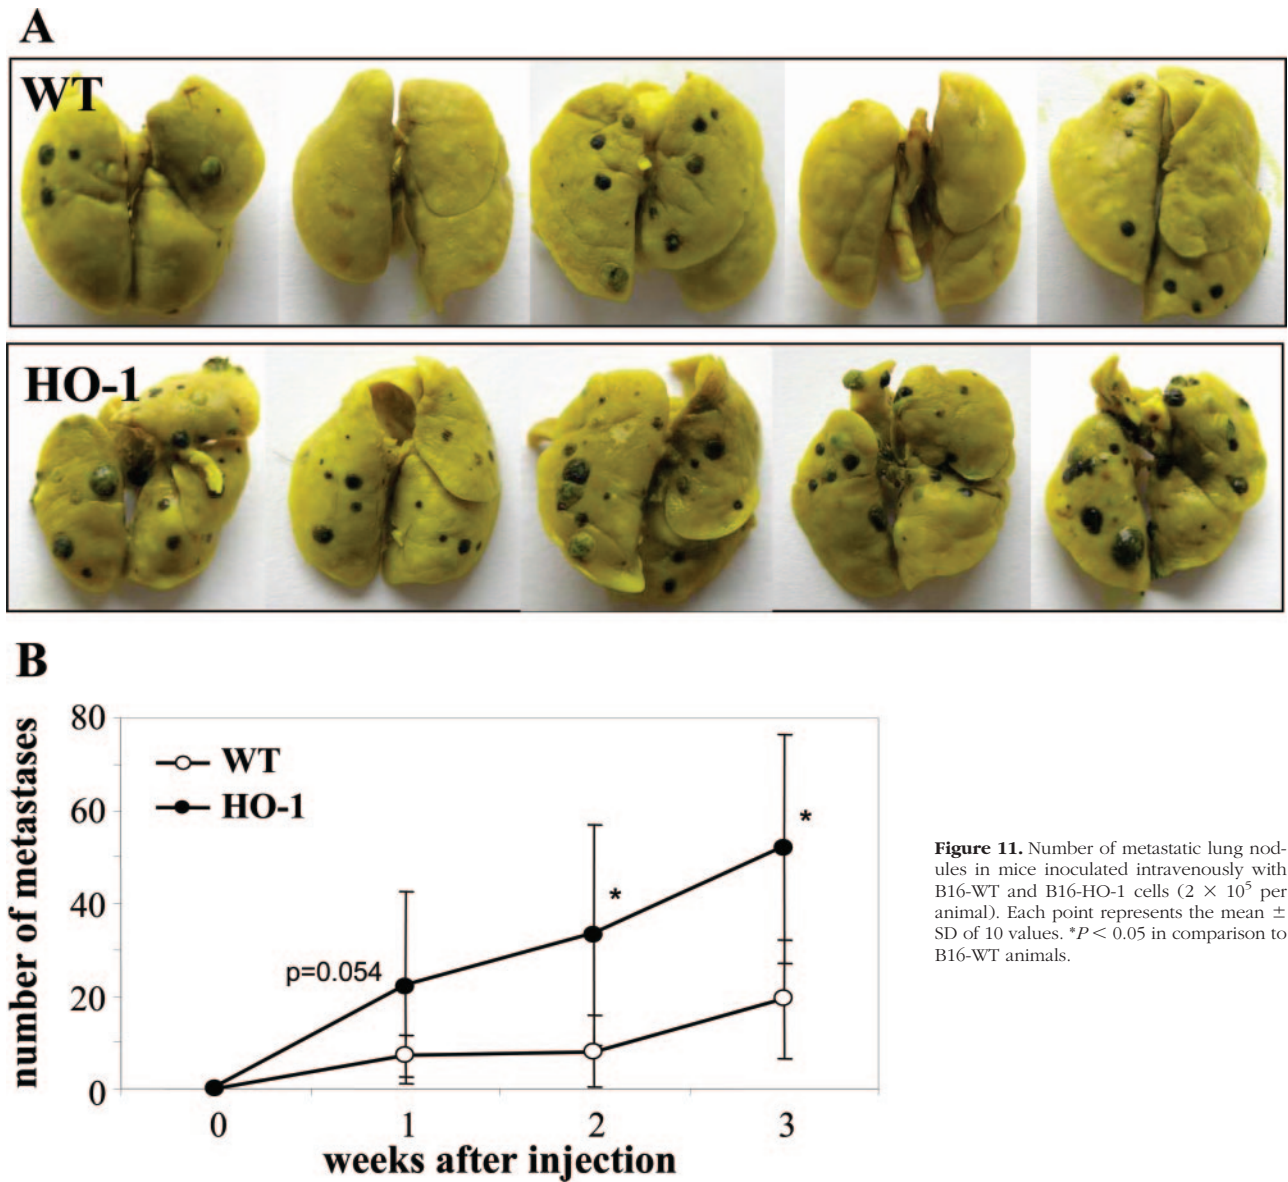 A
WT
HO-1
B
80
60
40
20
0
number of metastases
WT
HO-1
p=0.054
*
*
0 1 2 3
weeks after injection
Figure 11. Number of metastatic lung nod-
ules in mice inoculated intravenously with
B16-WT and B16-HO-1 cells (2 × 10⁵ per
animal). Each point represents the mean ±
SD of 10 values. *P < 0.05 in comparison to
B16-WT animals.